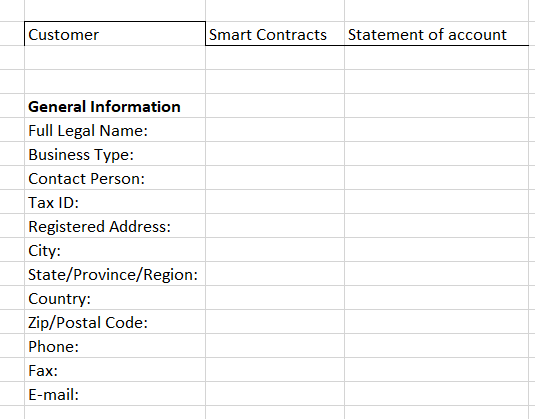 Customer Smart Contracts Statement of account
General Information
Full Legal Name:
Business Type:
Contact Person:
Tax ID:
Registered Address:
City:
State/Province/Region:
Country:
Zip/Postal Code:
Phone:
Fax:
E-mail: